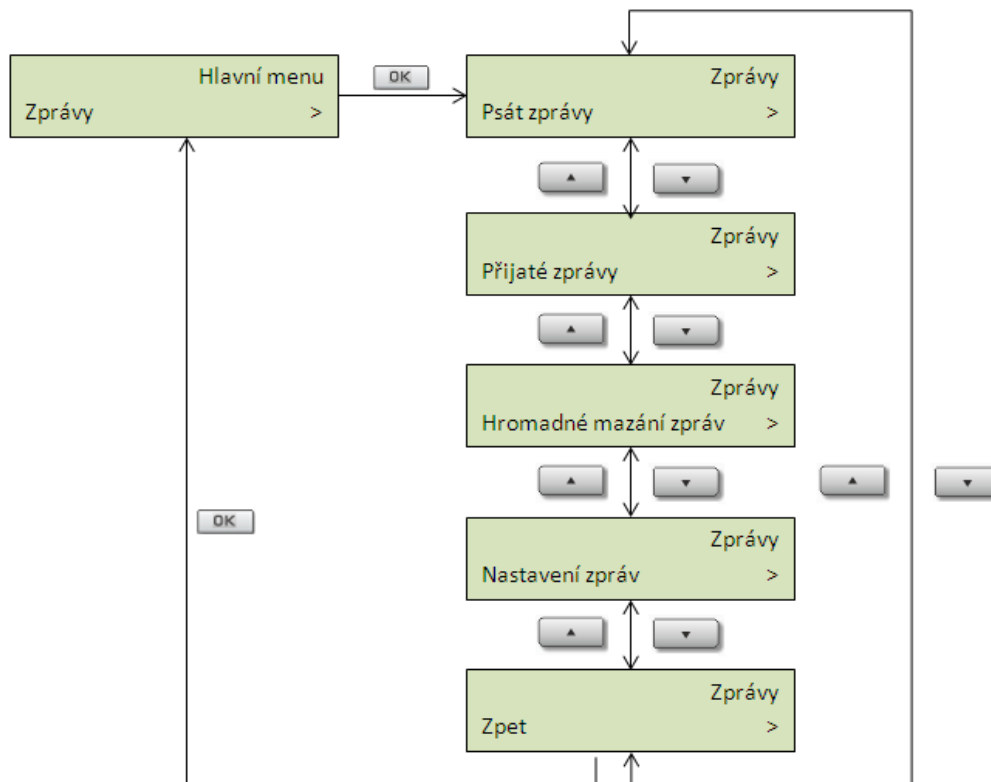 Hlavní menu
Zprávy >
OK
Zprávy
Psát zprávy >
Zprávy
Přijaté zprávy >
Zprávy
Hromadné mazání zpráv >
OK
Zprávy
Nastavení zpráv >
Zprávy
Zpet >